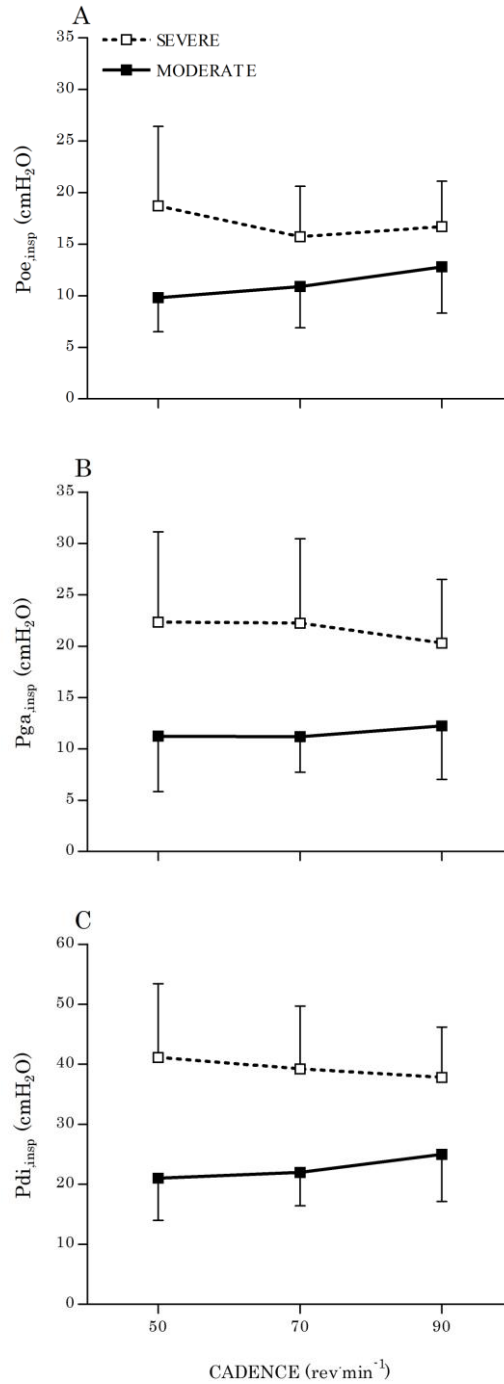 A
35
30
25
20
15
10
5
0
SEVERE
MODERATE
Poe,insp (cmH₂O)
B
35
30
25
20
15
10
5
0
Pga,insp (cmH₂O)
C
60
50
40
30
20
10
0
Pdi,insp (cmH₂O)
50 70 90
CADENCE (rev·min⁻¹)